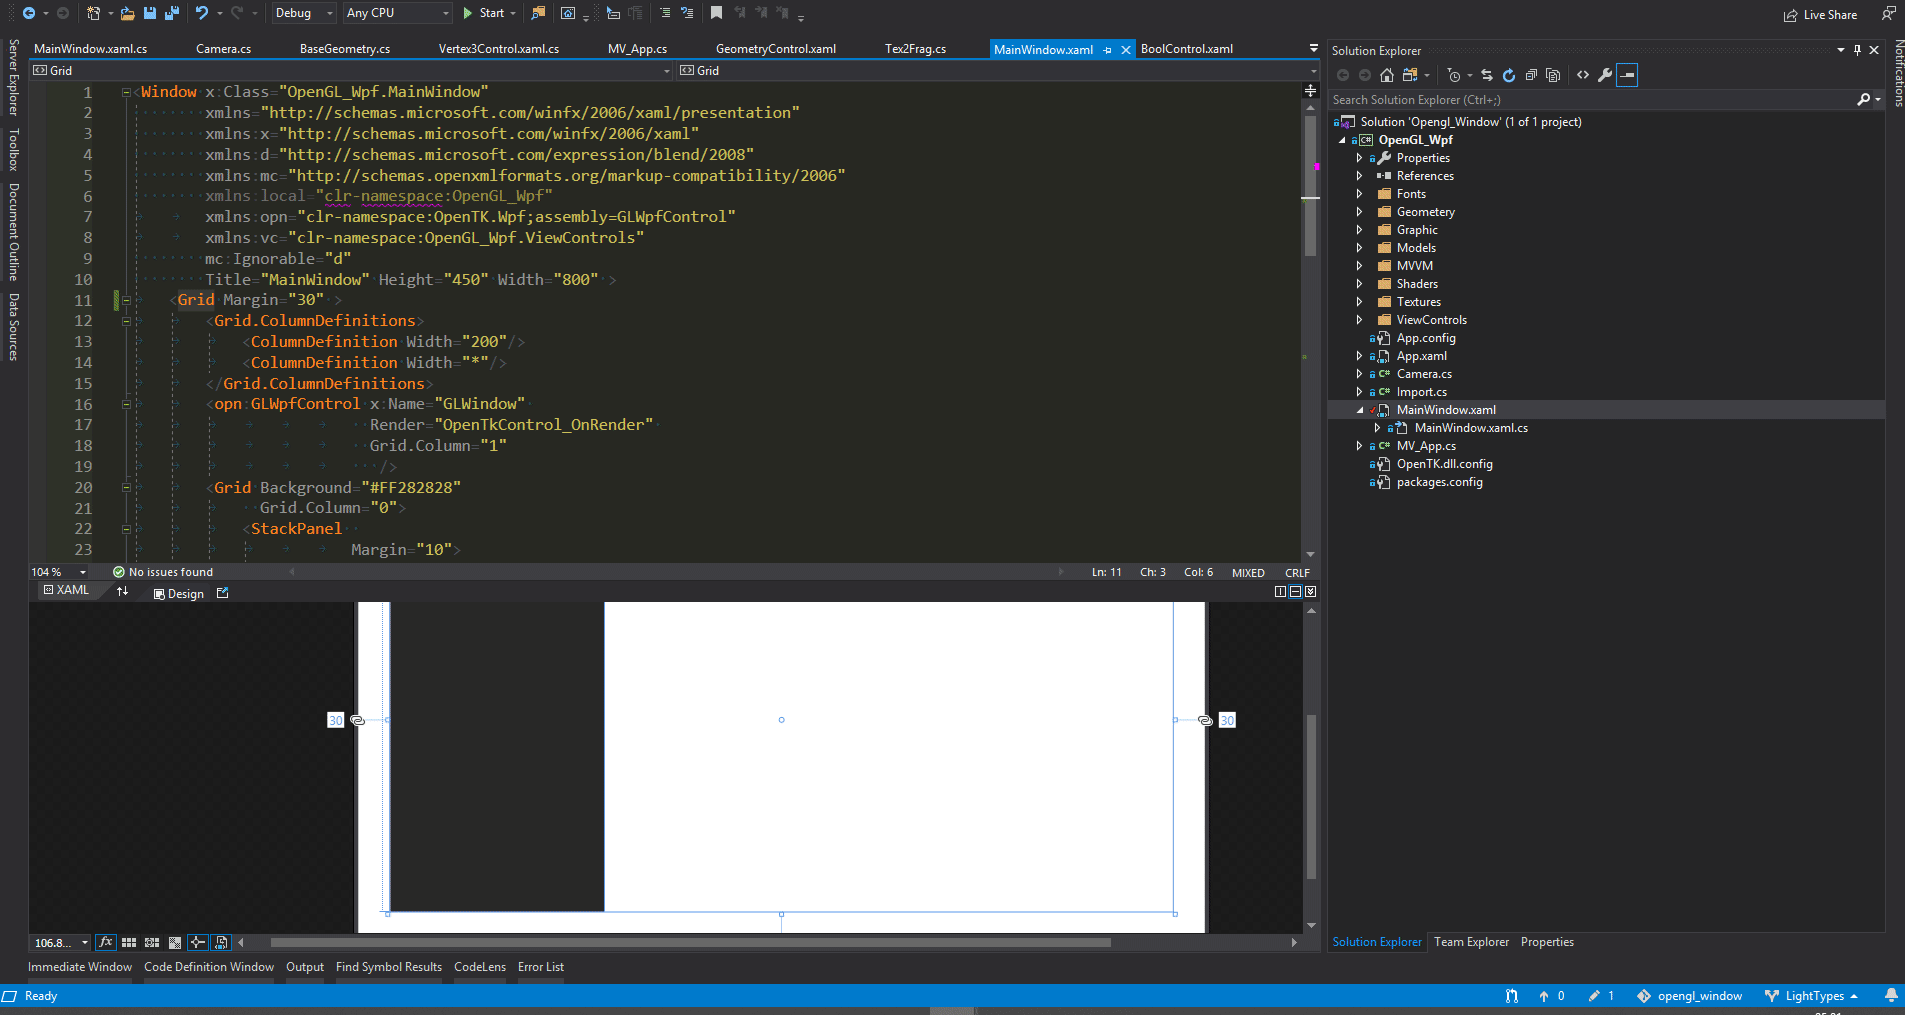 Debug Any CPU Start Live Share
MainWindow.xaml.cs Camera.cs BaseGeometry.cs Vertex3Control.xaml.cs MV_App.cs GeometryControl.xaml Tex2Frag.cs MainWindow.xaml BoolControl.xaml
Grid Grid
Server Explorer
Toolbox
Document Outline
Data Sources
1 <Window x:Class="OpenGL_Wpf.MainWindow"
2 xmlns="http://schemas.microsoft.com/winfx/2006/xaml/presentation"
3 xmlns:x="http://schemas.microsoft.com/winfx/2006/xaml"
4 xmlns:d="http://schemas.microsoft.com/expression/blend/2008"
5 xmlns:mc="http://schemas.openxmlformats.org/markup-compatibility/2006"
6 xmlns:local="clr-namespace:OpenGL_Wpf"
7 xmlns:opn="clr-namespace:OpenTK.Wpf;assembly=GLWpfControl"
8 xmlns:vc="clr-namespace:OpenGL_Wpf.ViewControls"
9 mc:Ignorable="d"
10 Title="MainWindow" Height="450" Width="800" >
11 <Grid Margin="30" >
12 <Grid.ColumnDefinitions>
13 <ColumnDefinition Width="200"/>
14 <ColumnDefinition Width="*"/>
15 </Grid.ColumnDefinitions>
16 <opn:GLWpfControl x:Name="GLWindow"
17 Render="OpenTkControl_OnRender"
18 Grid.Column="1"
19 />
20 <Grid Background="#FF282828"
21 Grid.Column="0">
22 <StackPanel
23 Margin="10">
104 % No issues found Ln: 11 Ch: 3 Col: 6 MIXED CRLF
XAML Design
30 30
106.8...
Immediate Window Code Definition Window Output Find Symbol Results CodeLens Error List
Solution Explorer
Search Solution Explorer (Ctrl+;)
Solution 'Opengl_Window' (1 of 1 project)
OpenGL_Wpf
Properties
References
Fonts
Geometery
Graphic
Models
MVVM
Shaders
Textures
ViewControls
App.config
App.xaml
C# Camera.cs
C# Import.cs
MainWindow.xaml
MainWindow.xaml.cs
C# MV_App.cs
OpenTK.dll.config
packages.config
Solution Explorer Team Explorer Properties
Notifications
Ready 0 1 opengl_window LightTypes